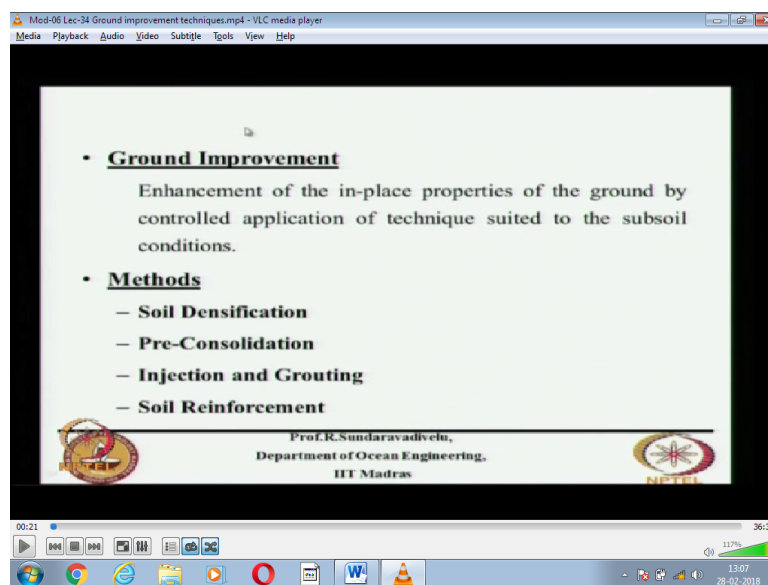 Mod-06 Lec-34 Ground improvement techniques.mp4 - VLC media player
Media Playback Audio Video Subtitle Tools View Help
• Ground Improvement
Enhancement of the in-place properties of the ground by
controlled application of technique suited to the subsoil
conditions.
• Methods
– Soil Densification
– Pre-Consolidation
– Injection and Grouting
– Soil Reinforcement
Prof.R.Sundaravadivelu,
Department of Ocean Engineering,
IIT Madras
NPTEL
NPTEL
00:21
36:3
117%
W
13:07
28-02-2018